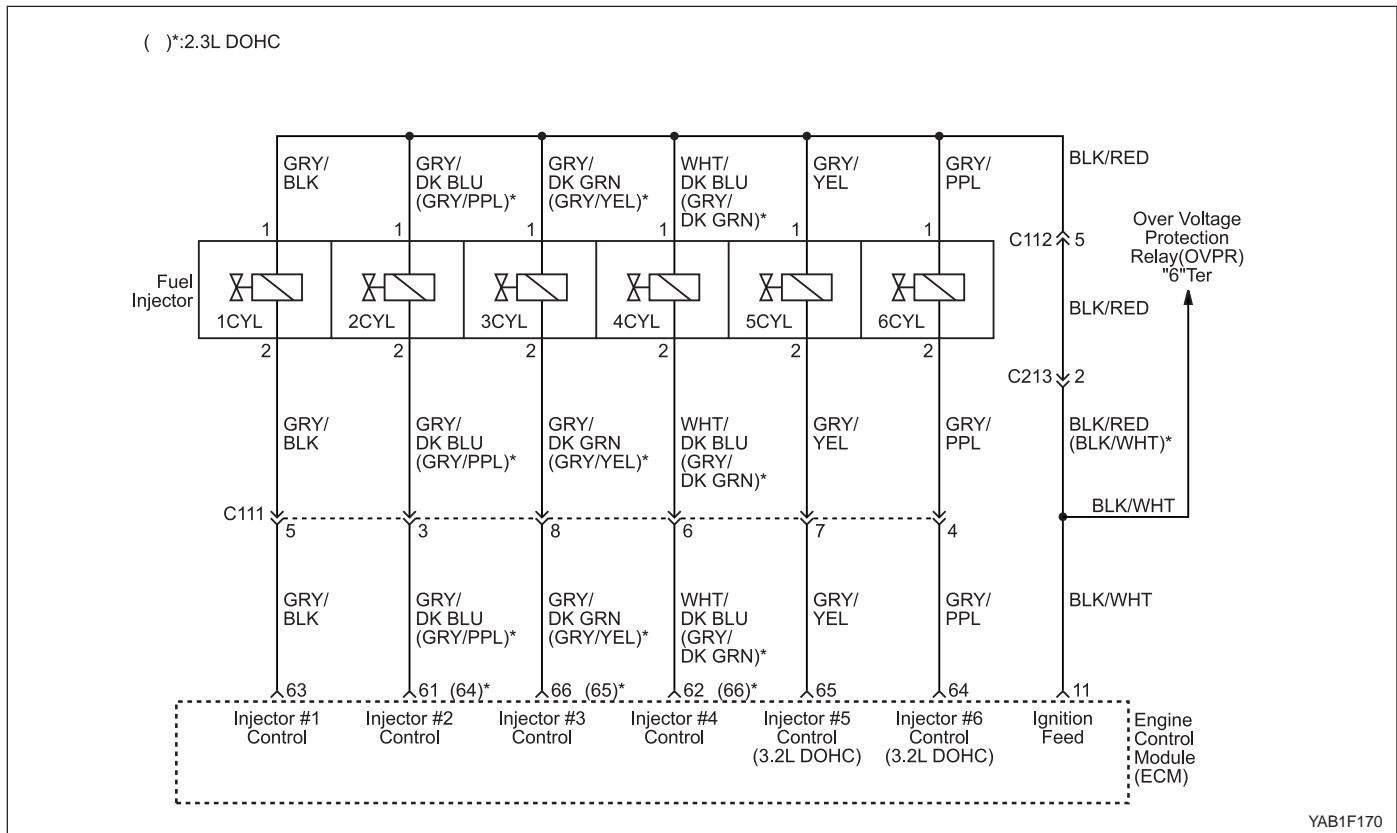 ( )*:2.3L DOHC
GRY/
BLK
GRY/
DK BLU
(GRY/PPL)*
GRY/
DK GRN
(GRY/YEL)*
WHT/
DK BLU
(GRY/
DK GRN)*
GRY/
YEL
GRY/
PPL
BLK/RED
1 1 1 1 1 1
C112 5
Over Voltage
Protection
Relay(OVPR)
"6"Ter
Fuel
Injector
1CYL 2CYL 3CYL 4CYL 5CYL 6CYL
BLK/RED
2 2 2 2 2 2
C213 2
GRY/
BLK
GRY/
DK BLU
(GRY/PPL)*
GRY/
DK GRN
(GRY/YEL)*
WHT/
DK BLU
(GRY/
DK GRN)*
GRY/
YEL
GRY/
PPL
BLK/RED
(BLK/WHT)*
BLK/WHT
C111
5 3 8 6 7 4
GRY/
BLK
GRY/
DK BLU
(GRY/PPL)*
GRY/
DK GRN
(GRY/YEL)*
WHT/
DK BLU
(GRY/
DK GRN)*
GRY/
YEL
GRY/
PPL
BLK/WHT
63 61 (64)* 66 (65)* 62 (66)* 65 64 11
Injector #1
Control
Injector #2
Control
Injector #3
Control
Injector #4
Control
Injector #5
Control
(3.2L DOHC)
Injector #6
Control
(3.2L DOHC)
Ignition
Feed
Engine
Control
Module
(ECM)
YAB1F170